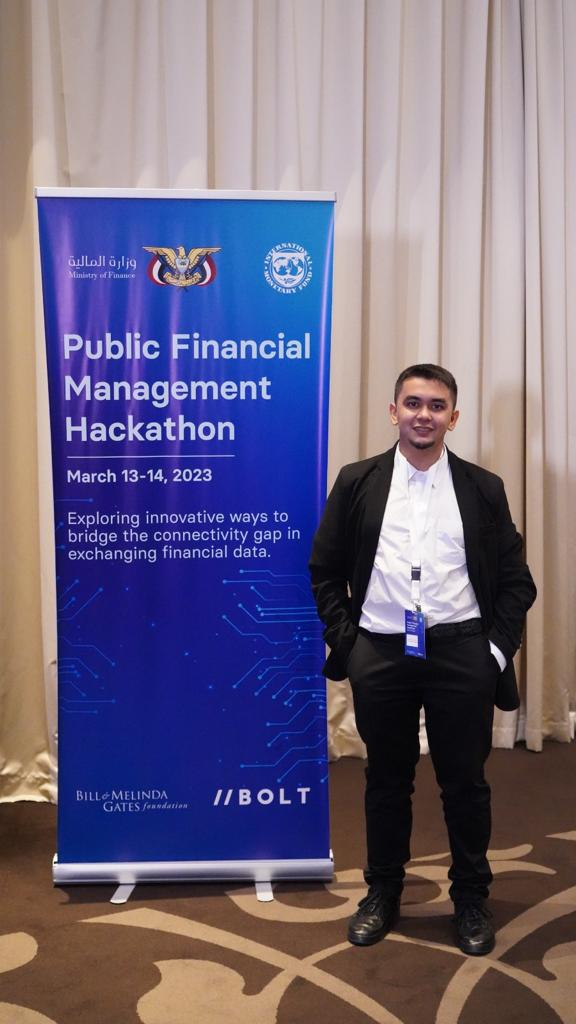 وزارة المالية
Ministry of Finance
INTERNATIONAL MONETARY FUND
Public Financial
Management
Hackathon
March 13-14, 2023
Exploring innovative ways to
bridge the connectivity gap in
exchanging financial data.
BILL & MELINDA
GATES foundation
//BOLT